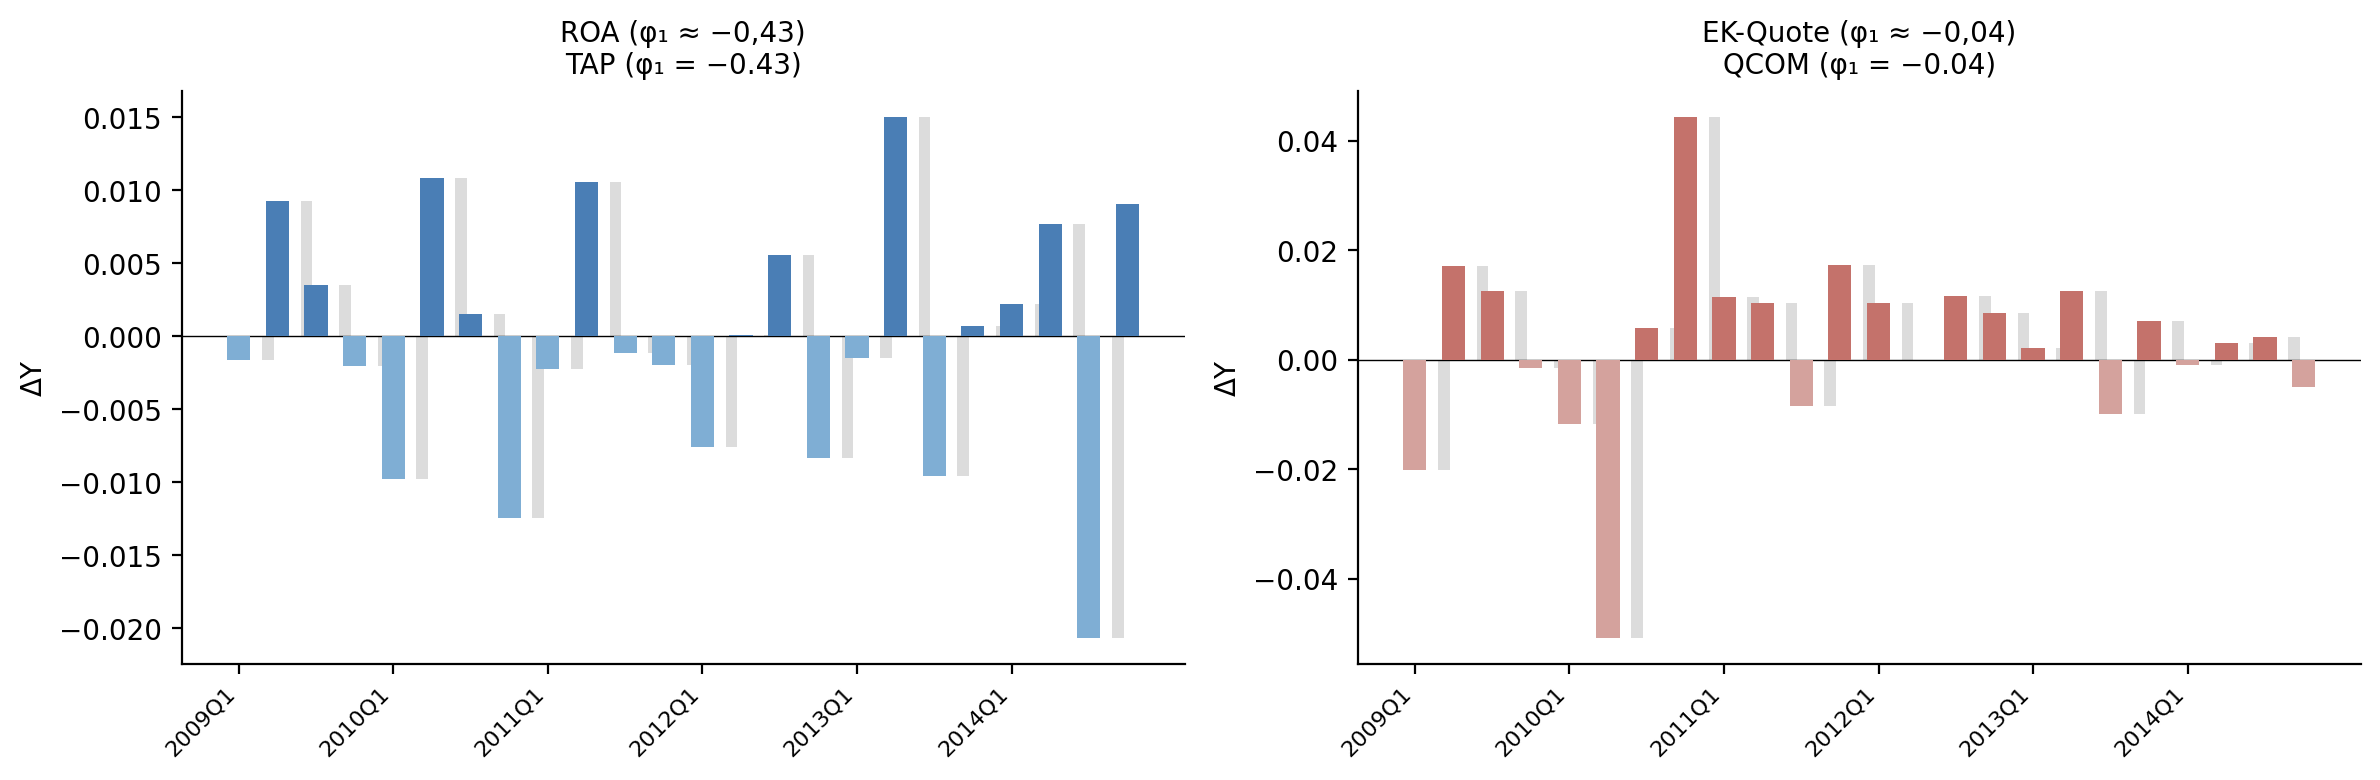 ROA (φ₁ ≈ −0,43)
TAP (φ₁ = −0.43)
0.015
0.010
0.005
0.000
−0.005
−0.010
−0.015
−0.020
ΔY
2009Q1
2010Q1
2011Q1
2012Q1
2013Q1
2014Q1
EK-Quote (φ₁ ≈ −0,04)
QCOM (φ₁ = −0.04)
0.04
0.02
0.00
−0.02
−0.04
ΔY
2009Q1
2010Q1
2011Q1
2012Q1
2013Q1
2014Q1